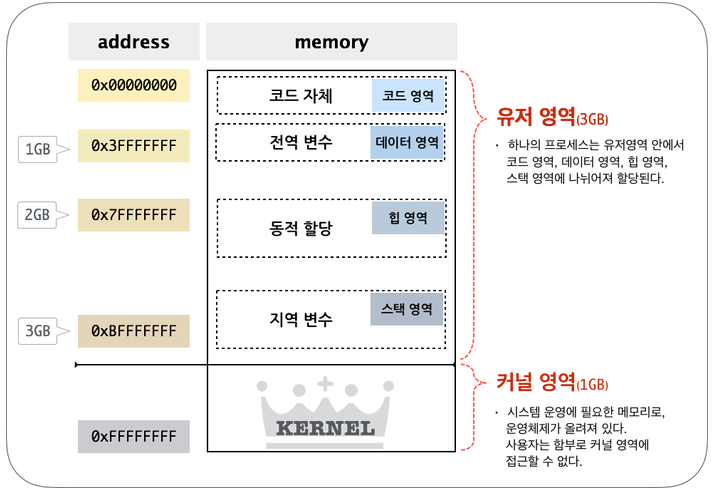 address
memory
0x00000000
코드 자체
코드 영역
1GB
0x3FFFFFFF
전역 변수
데이터 영역
2GB
0x7FFFFFFF
동적 할당
힙 영역
3GB
0xBFFFFFFF
지역 변수
스택 영역
0xFFFFFFFF
KERNEL
유저 영역(3GB)
· 하나의 프로세스는 유저영역 안에서
코드 영역, 데이터 영역, 힙 영역,
스택 영역에 나뉘어져 할당된다.
커널 영역(1GB)
· 시스템 운영에 필요한 메모리로,
운영체제가 올려져 있다.
사용자는 함부로 커널 영역에
접근할 수 없다.